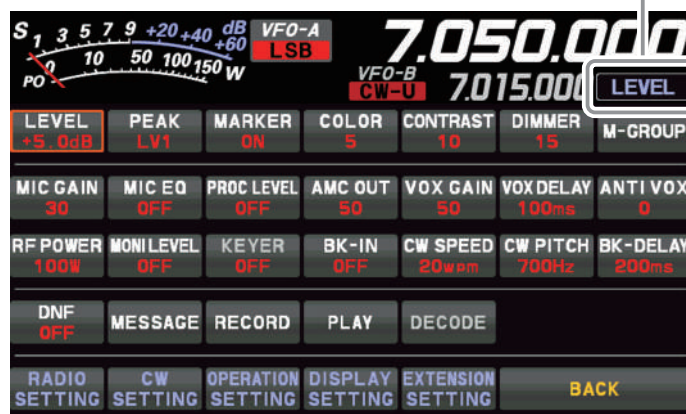 S 1 3 5 7 9 +20 +40 +60 dB
PO 0 10 50 100 150 W
VFO-A
LSB
7.050.000
VFO-B
CW-U
7.015.000
LEVEL
LEVEL PEAK MARKER COLOR CONTRAST DIMMER M-GROUP
+5.0dB LV1 ON 5 10 15
MIC GAIN MIC EQ PROC LEVEL AMC OUT VOX GAIN VOX DELAY ANTI VOX
30 OFF OFF 50 50 100ms 0
RF POWER MONI LEVEL KEYER BK-IN CW SPEED CW PITCH BK-DELAY
100W OFF OFF OFF 20wpm 700Hz 200ms
DNF MESSAGE RECORD PLAY DECODE
OFF
RADIO CW OPERATION DISPLAY EXTENSION BACK
SETTING SETTING SETTING SETTING SETTING